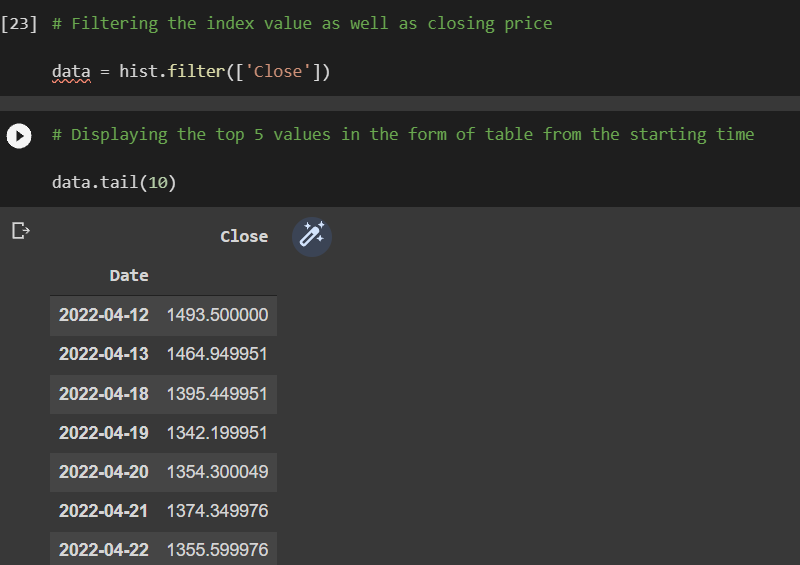 [23] # Filtering the index value as well as closing price
data = hist.filter(['Close'])
# Displaying the top 5 values in the form of table from the starting time
data.tail(10)
Close
Date
2022-04-12 1493.500000
2022-04-13 1464.949951
2022-04-18 1395.449951
2022-04-19 1342.199951
2022-04-20 1354.300049
2022-04-21 1374.349976
2022-04-22 1355.599976